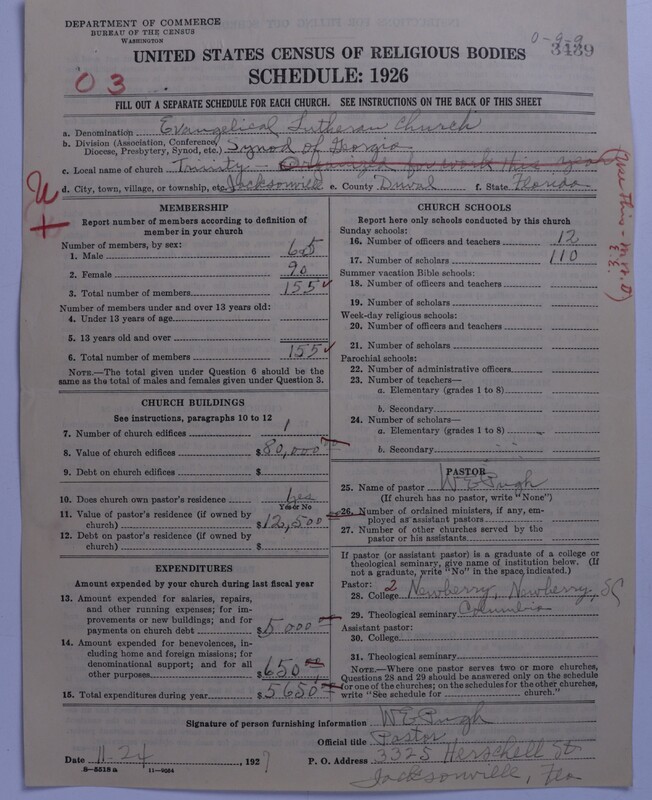 DEPARTMENT OF COMMERCE
BUREAU OF THE CENSUS
WASHINGTON
0-9-9
3439
UNITED STATES CENSUS OF RELIGIOUS BODIES
03
SCHEDULE: 1926
FILL OUT A SEPARATE SCHEDULE FOR EACH CHURCH. SEE INSTRUCTIONS ON THE BACK OF THIS SHEET
a. Denomination Evangelical Lutheran Church
b. Division (Association, Conference, Diocese, Presbytery, Synod, etc.) Synod of Georgia
c. Local name of church Trinity - Organized for work this year
d. City, town, village, or township, etc. Jacksonville e. County Duval f. State Florida
MEMBERSHIP
Report number of members according to definition of
member in your church
Number of members, by sex:
1. Male 65
2. Female 90
3. Total number of members 155
Number of members under and over 13 years old:
4. Under 13 years of age
5. 13 years old and over
6. Total number of members 155
NOTE.—The total given under Question 6 should be
same as the total of males and females given under Question 3.
CHURCH BUILDINGS
See instructions, paragraphs 10 to 12
7. Number of church edifices 1
8. Value of church edifices $80,000
9. Debt on church edifices $
10. Does church own pastor's residence Yes
Yes or No
11. Value of pastor's residence (if owned by
church) $12,500
12. Debt on pastor's residence (if owned by
church) $
EXPENDITURES
Amount expended by your church during last fiscal year
13. Amount expended for salaries, repairs,
and other running expenses; for im-
provements or new buildings; and for
payments on church debt $5000
14. Amount expended for benevolences, in-
cluding home and foreign missions; for
denominational support; and for all
other purposes $650
15. Total expenditures during year $5650
CHURCH SCHOOLS
Report here only schools conducted by this church
Sunday schools:
16. Number of officers and teachers 12
17. Number of scholars 110
Summer vacation Bible schools:
18. Number of officers and teachers
19. Number of scholars
Week-day religious schools:
20. Number of officers and teachers
21. Number of scholars
Parochial schools:
22. Number of administrative officers
23. Number of teachers—
a. Elementary (grades 1 to 8)
b. Secondary
24. Number of scholars—
a. Elementary (grades 1 to 8)
b. Secondary
PASTOR
25. Name of pastor W E Pugh
(If church has no pastor, write "None")
26. Number of ordained ministers, if any, em-
ployed as assistant pastors
27. Number of other churches served by the
pastor or his assistants
If pastor (or assistant pastor) is a graduate of a college or
theological seminary, give name of institution below. (If
not a graduate, write "No" in the space indicated.)
Pastor: 2
28. College Newberry, Newberry, SC
29. Theological seminary Columbia
Assistant pastor:
30. College
31. Theological seminary
NOTE.—Where one pastor serves two or more churches,
Questions 28 and 29 should be answered only on the schedule
for one of the churches; on the schedules for the other churches,
write "See schedule for church."
Signature of person furnishing information W E Pugh
Official title Pastor
Date 11-24, 1927 P. O. Address 3325 Herschell St.
8—5518 a 11—9064
Jacksonville, Fla